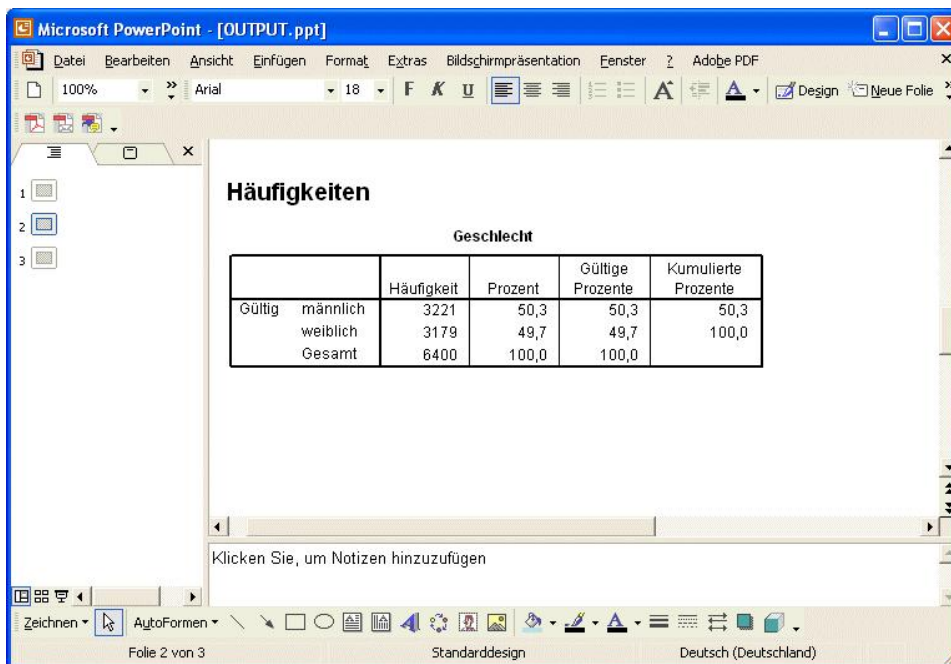 Microsoft PowerPoint - [OUTPUT.ppt]
Datei Bearbeiten Ansicht Einfügen Format Extras Bildschirmpräsentation Fenster ? Adobe PDF
100% Arial 18 F K U Design Neue Folie
1
2
3
Häufigkeiten
Geschlecht
Häufigkeit Prozent Gültige Prozente Kumulierte Prozente
Gültig männlich 3221 50,3 50,3 50,3
weiblich 3179 49,7 49,7 100,0
Gesamt 6400 100,0 100,0
Klicken Sie, um Notizen hinzuzufügen
Zeichnen AutoFormen
Folie 2 von 3 Standarddesign Deutsch (Deutschland)